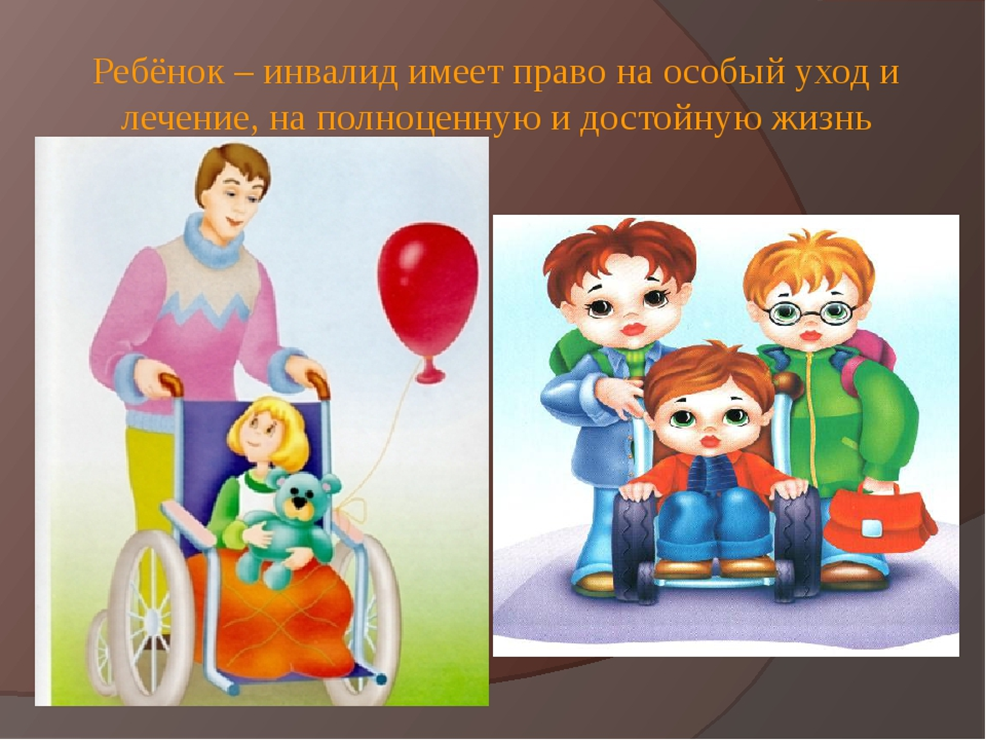 Ребёнок – инвалид имеет право на особый уход и
лечение, на полноценную и достойную жизнь